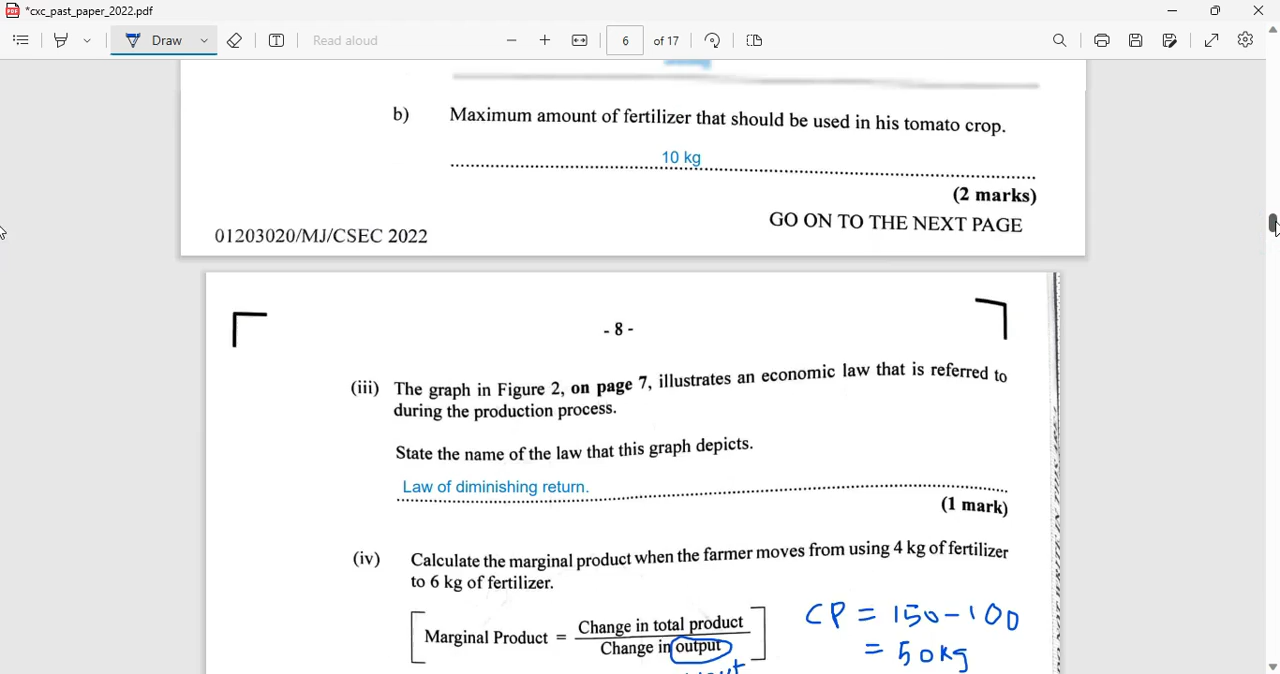 *cxc_past_paper_2022.pdf
Draw
Read aloud
6 of 17
b) Maximum amount of fertilizer that should be used in his tomato crop.
10 kg
(2 marks)
GO ON TO THE NEXT PAGE
01203020/MJ/CSEC 2022
- 8 -
(iii) The graph in Figure 2, on page 7, illustrates an economic law that is referred to
during the production process.
State the name of the law that this graph depicts.
Law of diminishing return.
(1 mark)
(iv) Calculate the marginal product when the farmer moves from using 4 kg of fertilizer
to 6 kg of fertilizer.
Marginal Product = Change in total product
Change in output
CP = 150 - 100
= 50kg